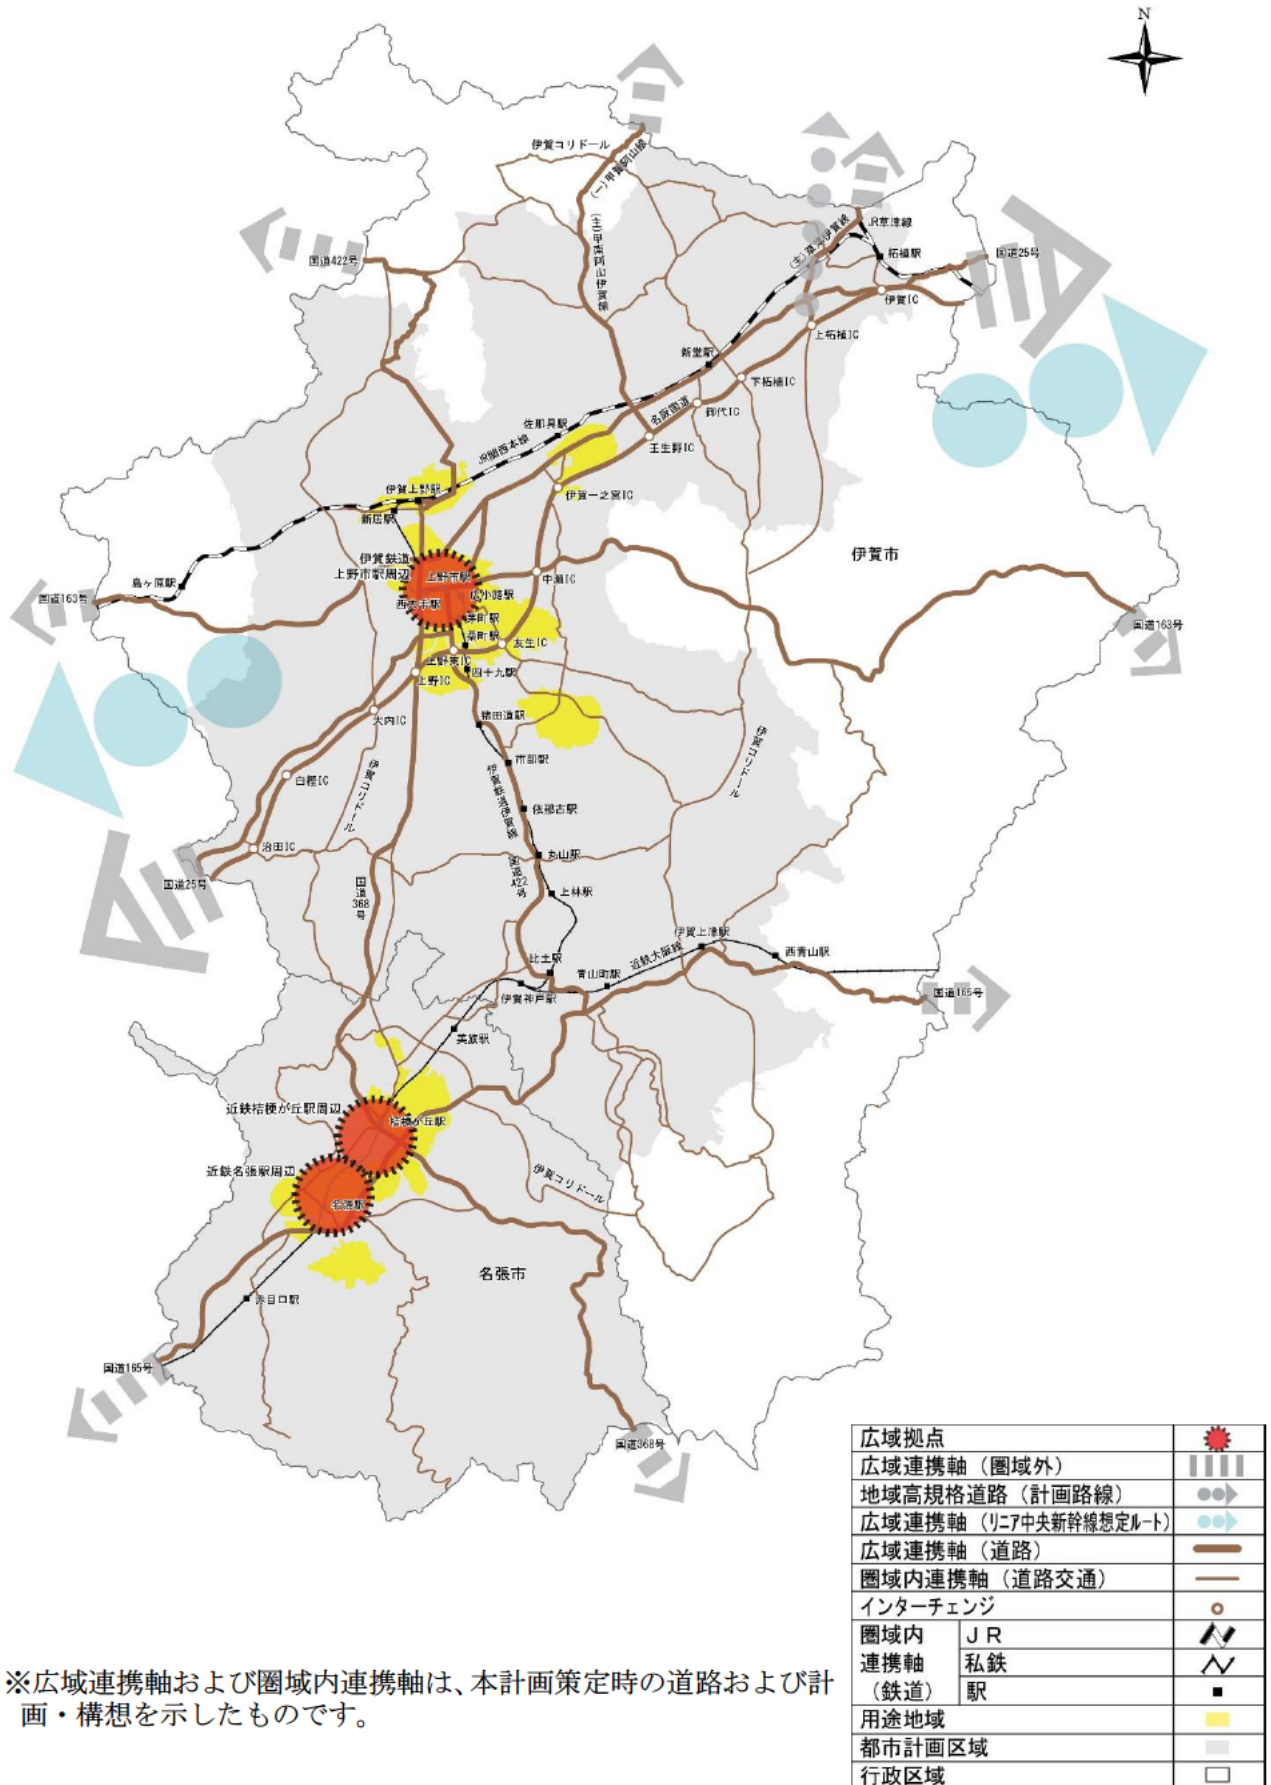 N
伊賀コリドール
(一)甲賀阿山線
(主)甲南阿山伊賀線
(主)草津伊賀線
JR草津線
柘植駅
国道25号
国道422号
伊賀IC
上柘植IC
新堂駅
下柘植IC
名阪国道
御代IC
佐那具駅
壬生野IC
JR関西本線
伊賀上野駅
伊賀一之宮IC
新居駅
伊賀市
伊賀鉄道
上野市駅周辺
上野市駅
中瀬IC
島ヶ原駅
国道163号
西大手駅
広小路駅
茅町駅
国道163号
桑町駅
友生IC
上野東IC
四十九駅
上野IC
大内IC
猪田道駅
伊賀コリドール
市部駅
白樫IC
伊賀コリドール
伊賀鉄道伊賀線
依那古駅
治田IC
丸山駅
国道25号
国道368号
国道422号
上林駅
伊賀上津駅
近鉄大阪線
西青山駅
比土駅
青山町駅
伊賀神戸駅
国道165号
美旗駅
近鉄桔梗が丘駅周辺
桔梗が丘駅
近鉄名張駅周辺
伊賀コリドール
名張駅
名張市
赤目口駅
国道165号
国道368号
広域拠点
広域連携軸（圏域外）
地域高規格道路（計画路線）
広域連携軸（リニア中央新幹線想定ルート）
広域連携軸（道路）
圏域内連携軸（道路交通）
インターチェンジ
圏域内 ＪＲ
連携軸 私鉄
（鉄道） 駅
用途地域
都市計画区域
行政区域
※広域連携軸および圏域内連携軸は、本計画策定時の道路および計
画・構想を示したものです。